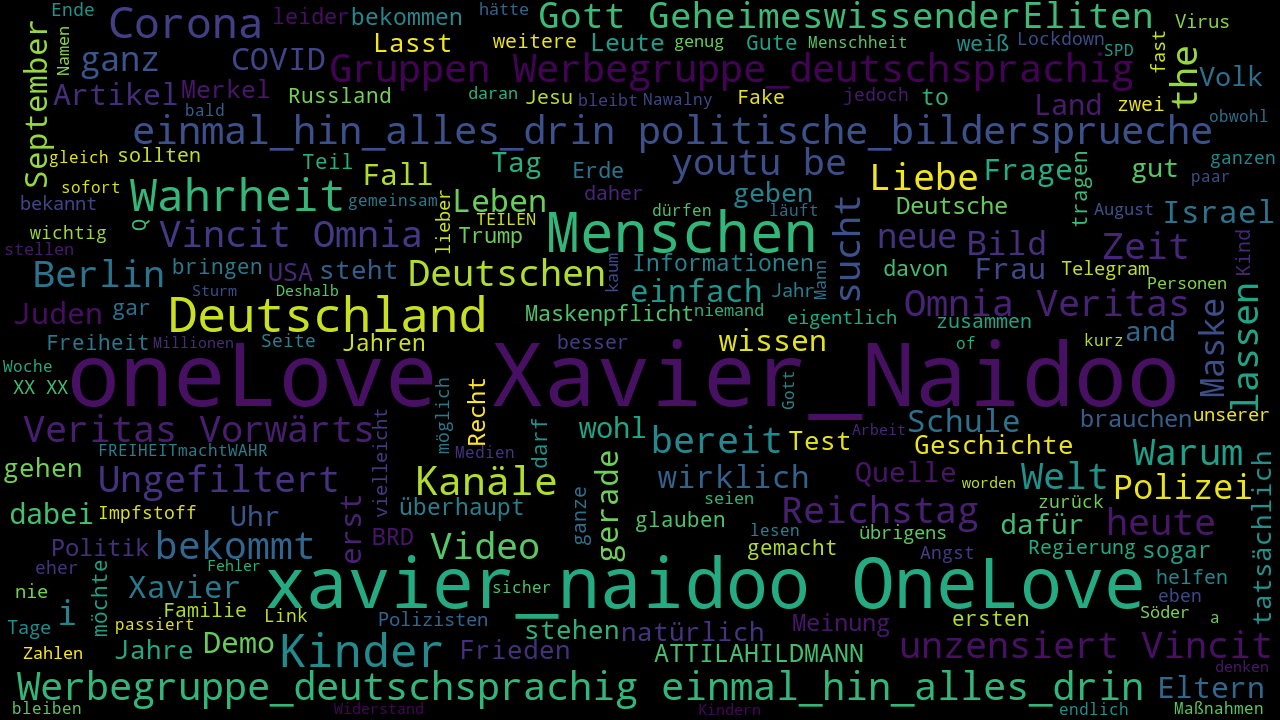 Ende
Corona
leider
bekommen
hätte
Gott GeheimeswissenderEliten
Virus
September
Namen
ganz
COVID
Lasst
weitere
Leute
genug
Gute
Menschheit
weiß
Lockdown
SPD
fast
the
Volk
Gruppen Werbegruppe_deutschsprachig
Artikel
Merkel
Russland
daran
Jesu
bleibt
Nawalny
Fake
jedoch
to
Land
zwei
obwohl
bald
einmal_hin_alles_drin politische_bildersprueche
gleich
sollten
Teil
Fall
Tag
Erde
youtu be
Liebe
Frage
tragen
gut
ganzen
paar
sofort
bekannt
Q
Wahrheit
gemeinsam
lieber
Leben
daher
geben
dürfen
läuft
sucht
Deutsche
August
Israel
wichtig
stellen
Vincit Omnia
TEILEN
Trump
Menschen
neue
Bild
Zeit
Kind
Berlin
bringen
USA
steht
Deutschen
kaum
Informationen
Mann
davon
Frau
Telegram
Personen
Sturm
Deshalb
einfach
Jahr
Omnia Veritas
Maske
lassen
Juden
gar
Deutschland
Maskenpflicht
niemand
eigentlich
zusammen
and
Freiheit
Millionen
Seite
Jahren
besser
wissen
of
kurz
Woche
XX XX
oneLove Xavier_Naidoo
Gott
möglich
Recht
Veritas Vorwärts
vielleicht
darf
wohl
Arbeit
Schule
brauchen
unserer
FREIHEITmachtWAHR
Medien
bereit
Test
Geschichte
Warum
gehen
Ungefiltert
Kanäle
gerade
wirklich
Quelle
worden
Welt
Polizei
tatsächlich
dabei
Impfstoff
Uhr
erst
überhaupt
ganze
seien
glauben
Reichstag
zurück
dafür
heute
Politik
bekommt
BRD
Video
lesen
gemacht
übrigens
Angst
Regierung
sogar
eher
möchte
Fehler
nie
Xavier
xavier_naidoo OneLove
sicher
helfen
eben
i
Familie
Link
Tage
passiert
Polizisten
stehen
natürlich
Meinung
ersten
Söder
a
Zahlen
Jahre
Demo
Kinder
Frieden
ATTILAHILDMANN
unzensiert Vincit
denken
Werbegruppe_deutschsprachig einmal_hin_alles_drin
Eltern
bleiben
Widerstand
Kindern
endlich
Maßnahmen